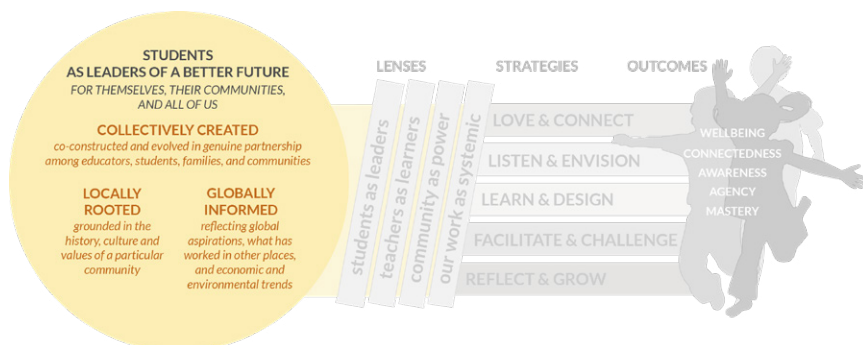 STUDENTS
AS LEADERS OF A BETTER FUTURE
FOR THEMSELVES, THEIR COMMUNITIES,
AND ALL OF US
COLLECTIVELY CREATED
co-constructed and evolved in genuine partnership
among educators, students, families, and communities
LOCALLY
ROOTED
grounded in the
history, culture and
values of a particular
community
GLOBALLY
INFORMED
reflecting global
aspirations, what has
worked in other places,
and economic and
environmental trends
LENSES
students as leaders
teachers as learners
community as power
our work as systemic
STRATEGIES
LOVE & CONNECT
LISTEN & ENVISION
LEARN & DESIGN
FACILITATE & CHALLENGE
REFLECT & GROW
OUTCOMES
WELLBEING
CONNECTEDNESS
AWARENESS
AGENCY
MASTERY